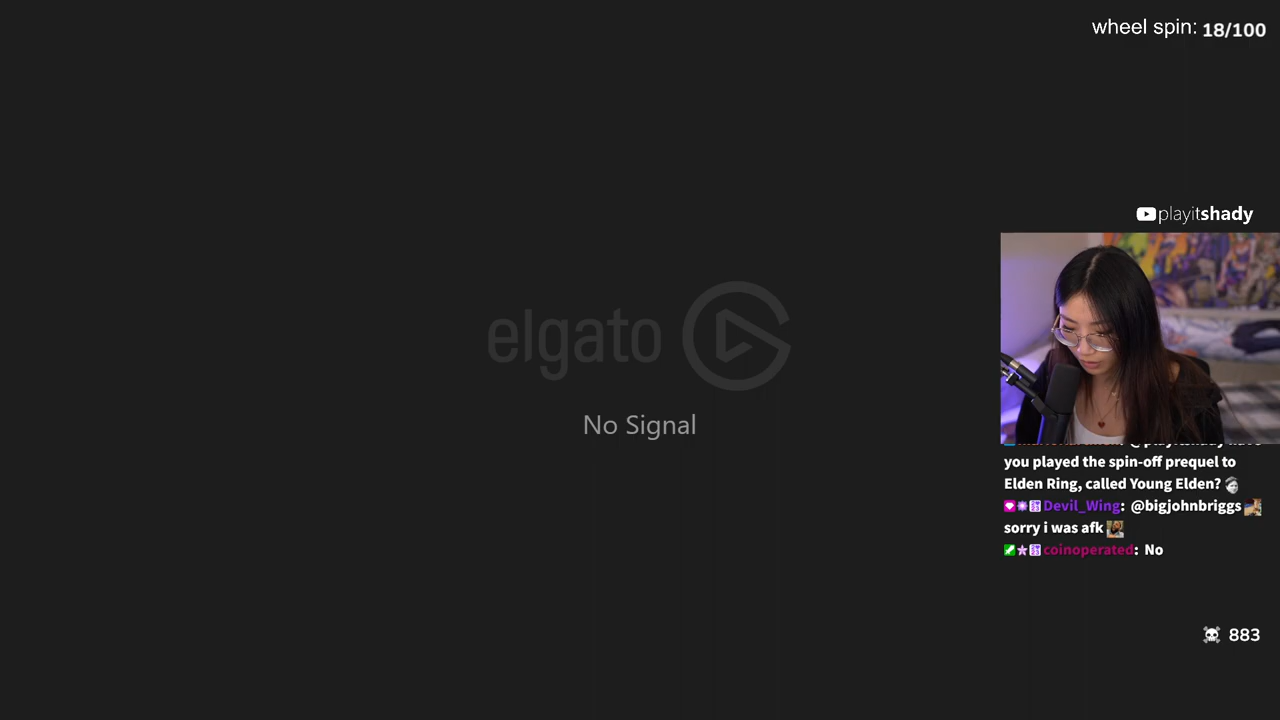 wheel spin: 18/100
playitshady
elgato
No Signal
you played the spin-off prequel to
Elden Ring, called Young Elden?
Devil_Wing: @bigjohnbriggs
sorry i was afk
coinoperated: No
883